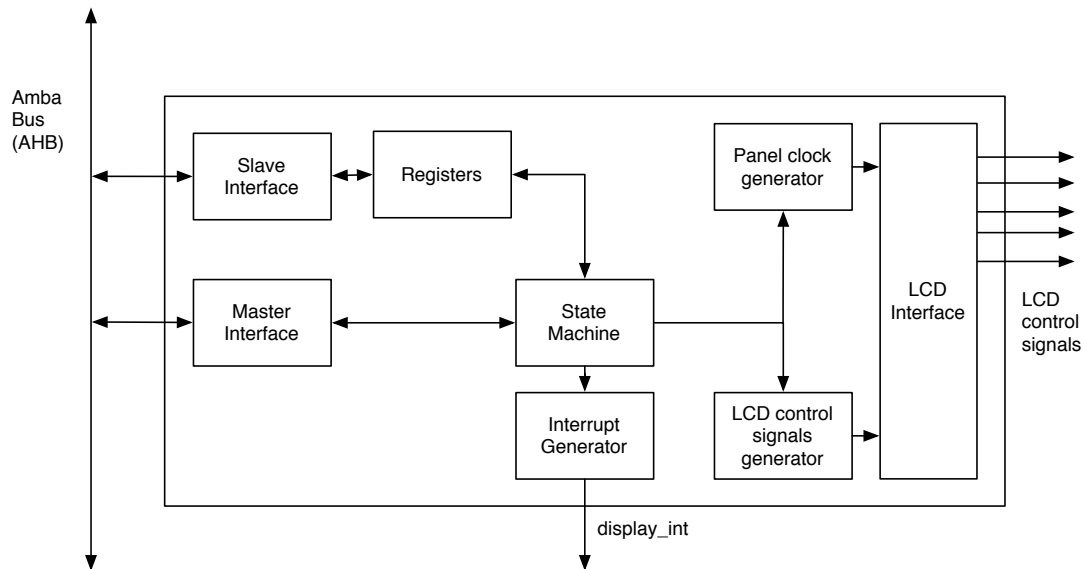 Amba
Bus
(AHB)
Slave
Interface
Registers
Panel clock
generator
Master
Interface
State
Machine
LCD
Interface
LCD
control
signals
Interrupt
Generator
LCD control
signals
generator
display_int